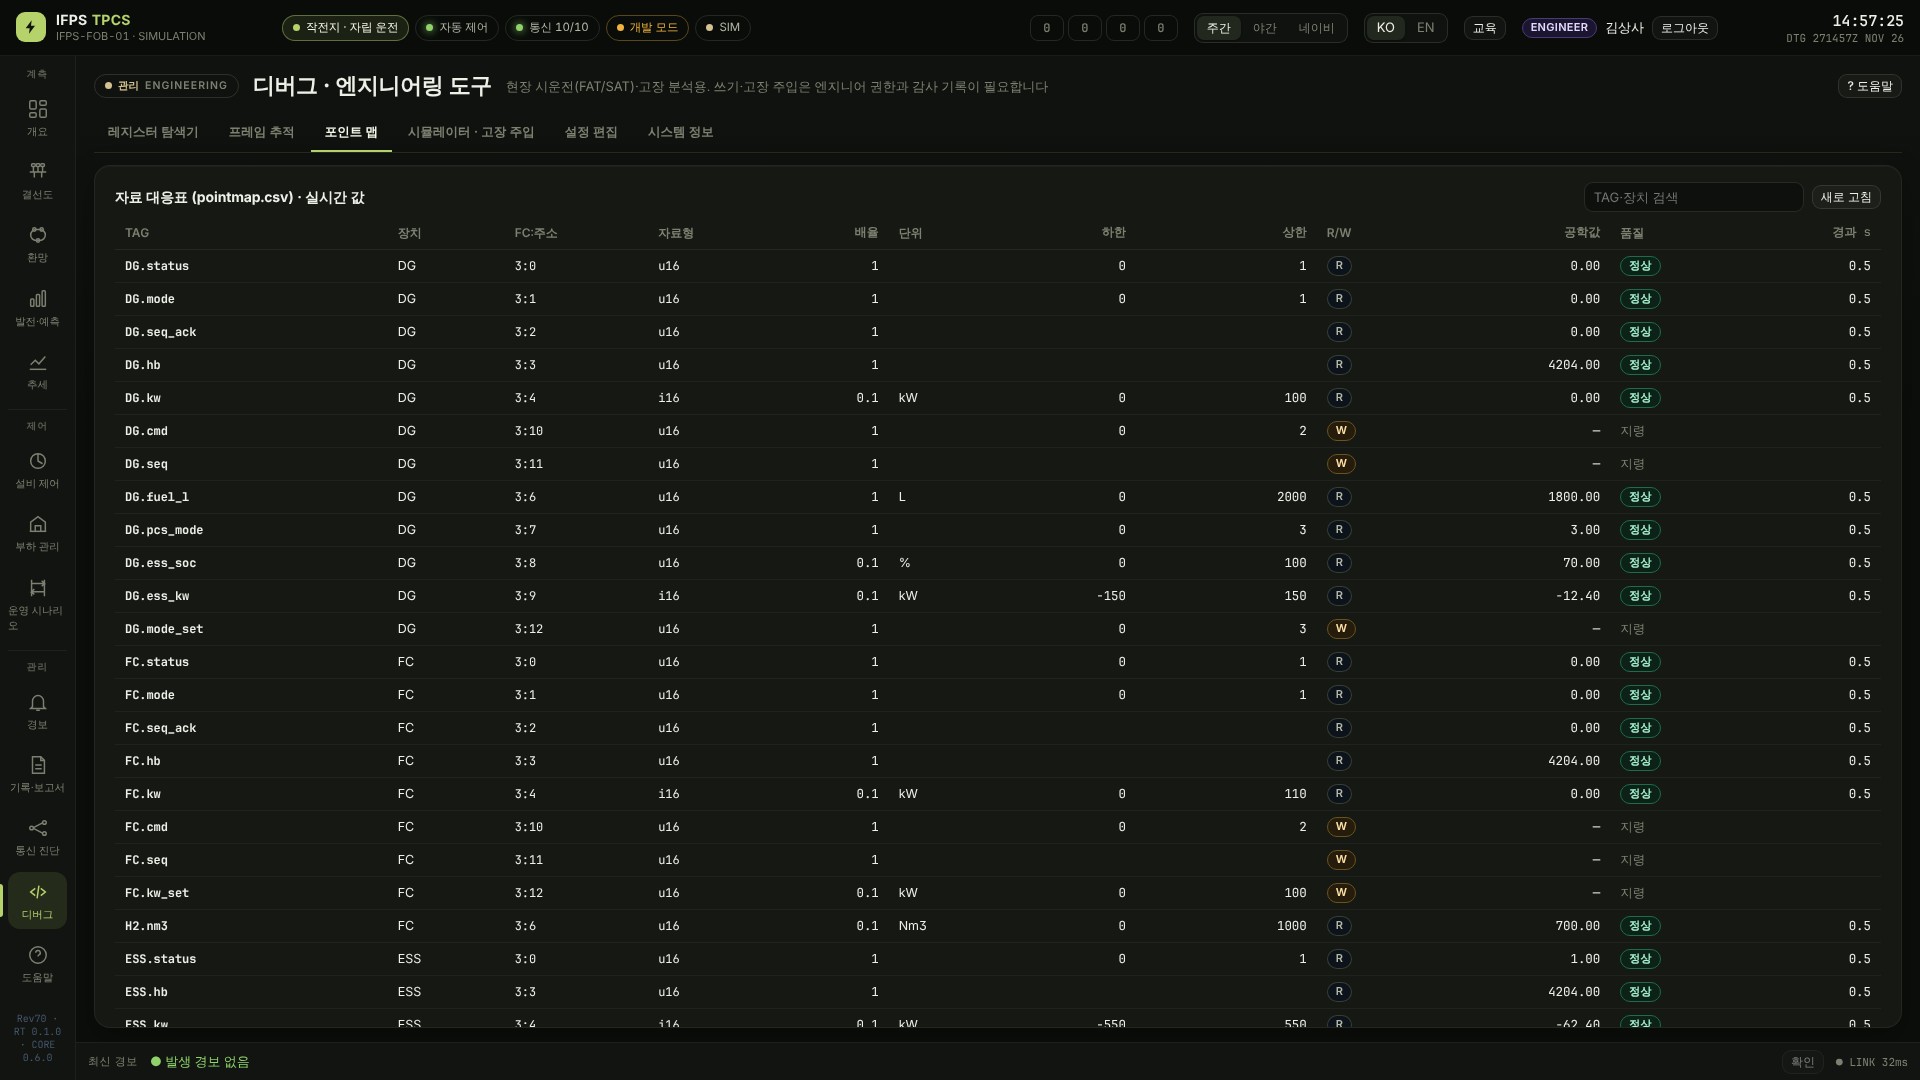 IFPS TPCS
IFPS-FOB-01 · SIMULATION
작전지 · 자립 운전
자동 제어
통신 10/10
개발 모드
SIM
0 0 0 0
주간 야간 네이비
KO EN
교육
ENGINEER 김상사 로그아웃
14:57:25
DTG 271457Z NOV 26
계측
개요
결선도
환망
발전·예측
추세
제어
설비 제어
부하 관리
운영 시나리
오
관리
경보
기록·보고서
통신 진단
디버그
도움말
Rev70 ·
RT 0.1.0
· CORE
0.6.0
관리 ENGINEERING
디버그 · 엔지니어링 도구
현장 시운전(FAT/SAT)·고장 분석용. 쓰기·고장 주입은 엔지니어 권한과 감사 기록이 필요합니다
? 도움말
레지스터 탐색기 프레임 추적 포인트 맵 시뮬레이터 · 고장 주입 설정 편집 시스템 정보
자료 대응표 (pointmap.csv) · 실시간 값
TAG·장치 검색
새로 고침
TAG 장치 FC:주소 자료형 배율 단위 하한 상한 R/W 공학값 품질 경과 s
DG.status DG 3:0 u16 1 0 1 R 0.00 정상 0.5
DG.mode DG 3:1 u16 1 0 1 R 0.00 정상 0.5
DG.seq_ack DG 3:2 u16 1 R 0.00 정상 0.5
DG.hb DG 3:3 u16 1 R 4204.00 정상 0.5
DG.kw DG 3:4 i16 0.1 kW 0 100 R 0.00 정상 0.5
DG.cmd DG 3:10 u16 1 0 2 W — 지령
DG.seq DG 3:11 u16 1 W — 지령
DG.fuel_l DG 3:6 u16 1 L 0 2000 R 1800.00 정상 0.5
DG.pcs_mode DG 3:7 u16 1 0 3 R 3.00 정상 0.5
DG.ess_soc DG 3:8 u16 0.1 % 0 100 R 70.00 정상 0.5
DG.ess_kw DG 3:9 i16 0.1 kW -150 150 R -12.40 정상 0.5
DG.mode_set DG 3:12 u16 1 0 3 W — 지령
FC.status FC 3:0 u16 1 0 1 R 0.00 정상 0.5
FC.mode FC 3:1 u16 1 0 1 R 0.00 정상 0.5
FC.seq_ack FC 3:2 u16 1 R 0.00 정상 0.5
FC.hb FC 3:3 u16 1 R 4204.00 정상 0.5
FC.kw FC 3:4 i16 0.1 kW 0 110 R 0.00 정상 0.5
FC.cmd FC 3:10 u16 1 0 2 W — 지령
FC.seq FC 3:11 u16 1 W — 지령
FC.kw_set FC 3:12 u16 0.1 kW 0 100 W — 지령
H2.nm3 FC 3:6 u16 0.1 Nm3 0 1000 R 700.00 정상 0.5
ESS.status ESS 3:0 u16 1 0 1 R 1.00 정상 0.5
ESS.hb ESS 3:3 u16 1 R 4204.00 정상 0.5
ESS.kw ESS 3:4 i16 0.1 kW -550 550 R -62.40 정상 0.5
최신 경보
발생 경보 없음
확인
LINK 32ms